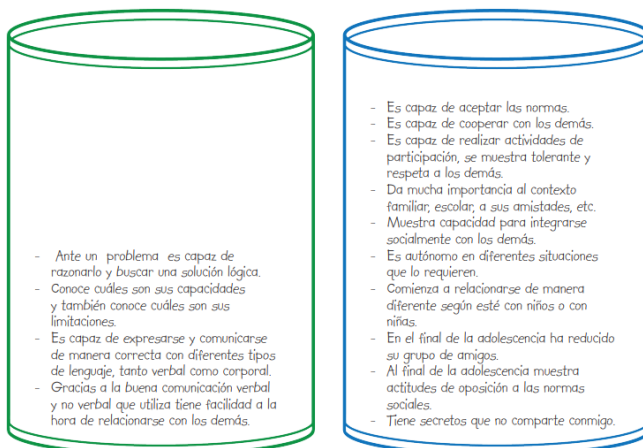 - Ante un problema es capaz de
razonarlo y buscar una solución lógica.
- Conoce cuáles son sus capacidades
y también conoce cuáles son sus
limitaciones.
- Es capaz de expresarse y comunicarse
de manera correcta con diferentes tipos
de lenguaje, tanto verbal como corporal.
- Gracias a la buena comunicación verbal
y no verbal que utiliza tiene facilidad a la
hora de relacionarse con los demás.
- Es capaz de aceptar las normas.
- Es capaz de cooperar con los demás.
- Es capaz de realizar actividades de
participación, se muestra tolerante y
respeta a los demás.
- Da mucha importancia al contexto
familiar, escolar, a sus amistades, etc.
- Muestra capacidad para integrarse
socialmente con los demás.
- Es autónomo en diferentes situaciones
que lo requieren.
- Comienza a relacionarse de manera
diferente según esté con niños o con
niñas.
- En el final de la adolescencia ha reducido
su grupo de amigos.
- Al final de la adolescencia muestra
actitudes de oposición a las normas
sociales.
- Tiene secretos que no comparte conmigo.